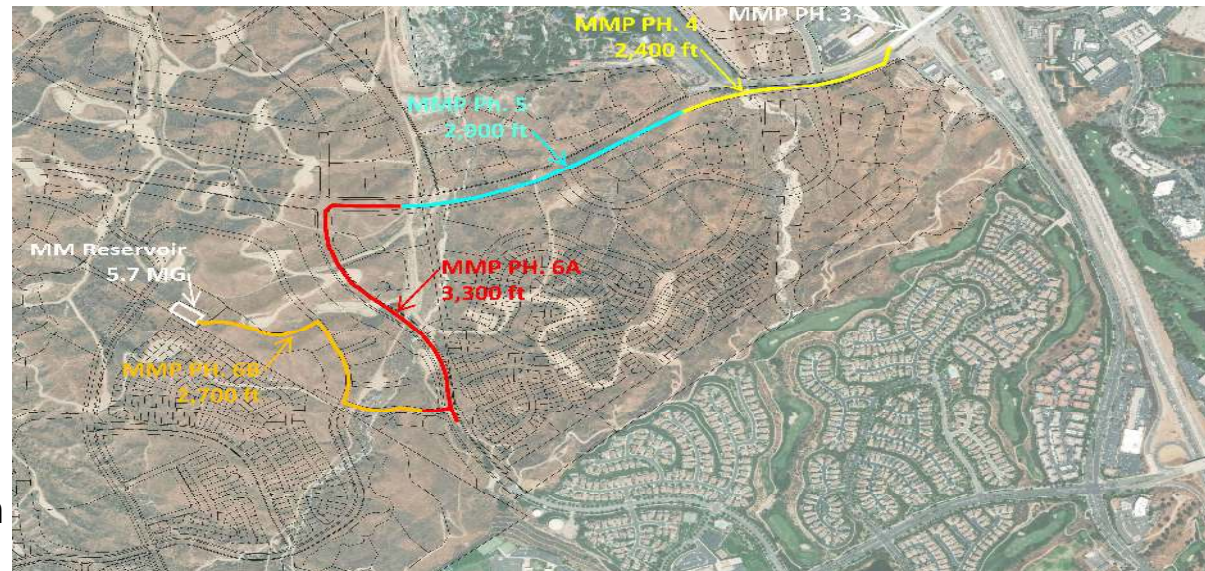 MMP PH. 3
MMP PH. 4
2,400 ft
MMP PH. 5
2,900 ft
MM Reservoir
5.7 MG
MMP PH. 6A
3,300 ft
MMP PH. 6B
2,700 ft